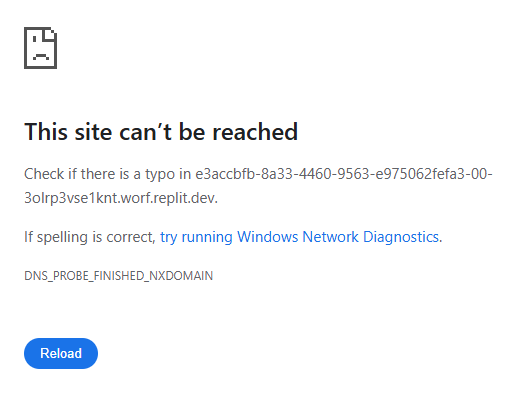 This site can’t be reached
Check if there is a typo in e3accbfb-8a33-4460-9563-e975062fefa3-00-
3olrp3vse1knt.worf.replit.dev.
If spelling is correct, try running Windows Network Diagnostics.
DNS_PROBE_FINISHED_NXDOMAIN
Reload